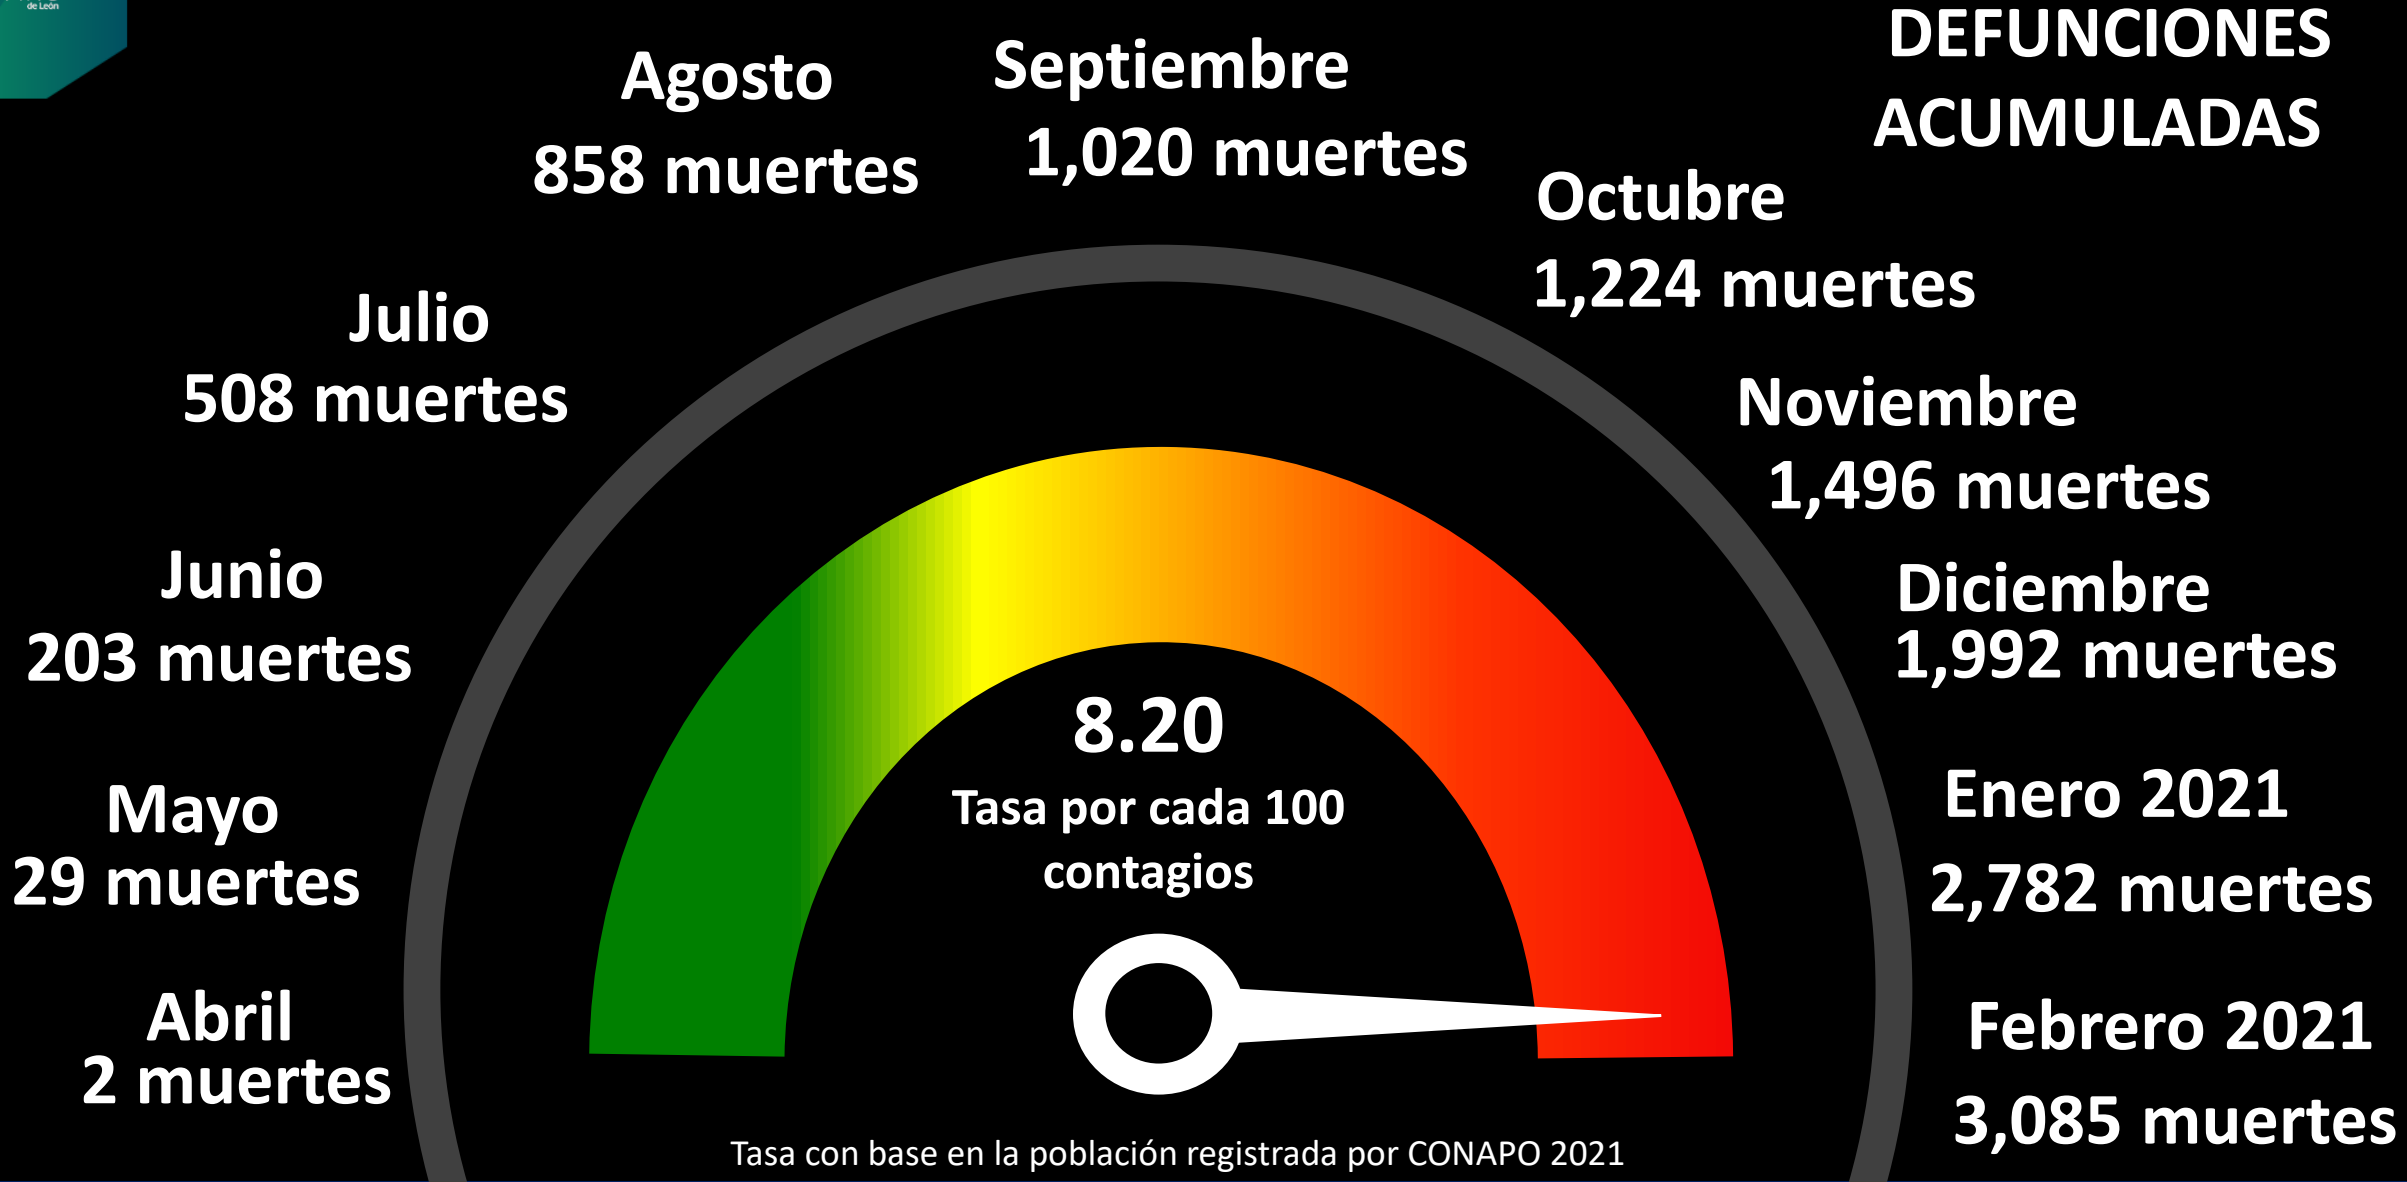 de León
DEFUNCIONES
ACUMULADAS
Agosto
858 muertes
Septiembre
1,020 muertes
Octubre
1,224 muertes
Julio
508 muertes
Noviembre
1,496 muertes
Junio
203 muertes
Diciembre
1,992 muertes
8.20
Tasa por cada 100
contagios
Mayo
29 muertes
Enero 2021
2,782 muertes
Abril
2 muertes
Febrero 2021
3,085 muertes
Tasa con base en la población registrada por CONAPO 2021